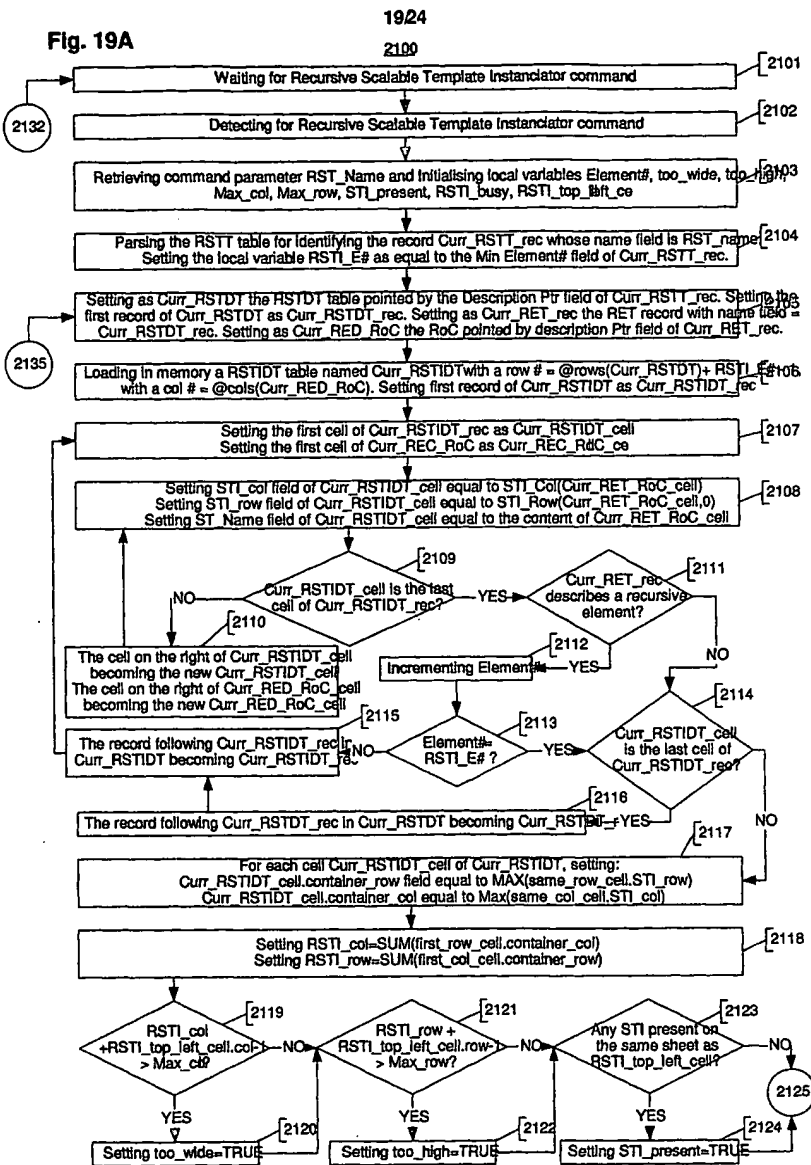 19/24
Fig. 19A
2100
Waiting for Recursive Scalable Template Instanciator command
2101
2132
Detecting for Recursive Scalable Template Instanciator command
2102
Retrieving command parameter RST_Name and initialising local variables Element#, too_wide, too_high,
Max_col, Max_row, STI_present, RSTI_busy, RSTI_top_left_ce
2103
Parsing the RSTT table for identifying the record Curr_RSTT_rec whose name field is RST_name
Setting the local variable RSTI_E# as equal to the Min Element# field of Curr_RSTT_rec.
2104
Setting as Curr_RSTDT the RSTDT table pointed by the Description Ptr field of Curr_RSTT_rec. Setting the
first record of Curr_RSTDT as Curr_RSTDT_rec. Setting as Curr_RET_rec the RET record with name field =
Curr_RSTDT_rec. Setting as Curr_RED_RoC the RoC pointed by description Ptr field of Curr_RET_rec.
2105
2135
Loading in memory a RSTIDT table named Curr_RSTIDTwith a row # = @rows(Curr_RSTDT)+ RSTI_E#
with a col # = @cols(Curr_RED_RoC). Setting first record of Curr_RSTIDT as Curr_RSTIDT_rec
2106
Setting the first cell of Curr_RSTIDT_rec as Curr_RSTIDT_cell
Setting the first cell of Curr_REC_RoC as Curr_REC_RdC_ce
2107
Setting STI_col field of Curr_RSTIDT_cell equal to STI_Col(Curr_RET_RoC_cell)
Setting STI_row field of Curr_RSTIDT_cell equal to STI_Row(Curr_RET_RoC_cell,0)
Setting ST_Name field of Curr_RSTIDT_cell equal to the content of Curr_RET_RoC_cell
2108
2109
Curr_RSTIDT_cell is the last
cell of Curr_RSTIDT_rec?
NO
YES
2111
Curr_RET_rec
describes a recursive
element?
NO
YES
2110
The cell on the right of Curr_RSTIDT_cell
becoming the new Curr_RSTIDT_cell
The cell on the right of Curr_RED_RoC_cell
becoming the new Curr_RED_RoC_cell
2112
Incrementing Element#
2113
Element#=
RSTI_E# ?
NO
YES
2114
Curr_RSTIDT_cell
is the last cell of
Curr_RSTIDT_rec?
YES
NO
2115
The record following Curr_RSTIDT_rec in
Curr_RSTIDT becoming Curr_RSTIDT_rec
2116
The record following Curr_RSTDT_rec in Curr_RSTDT becoming Curr_RSTDT_r
2117
For each cell Curr_RSTIDT_cell of Curr_RSTIDT, setting:
Curr_RSTIDT_cell.container_row field equal to MAX(same_row_cell.STI_row)
Curr_RSTIDT_cell.container_col equal to Max(same_col_cell.STI_col)
2118
Setting RSTI_col=SUM(first_row_cell.container_col)
Setting RSTI_row=SUM(first_col_cell.container_row)
2119
RSTI_col
+RSTI_top_left_cell.col-1
> Max_col?
NO
YES
2121
RSTI_row +
RSTI_top_left_cell.row-1
> Max_row?
NO
YES
2123
Any STI present on
the same sheet as
RSTI_top_left_cell?
NO
YES
2125
2120
Setting too_wide=TRUE
2122
Setting too_high=TRUE
2124
Setting STI_present=TRUE